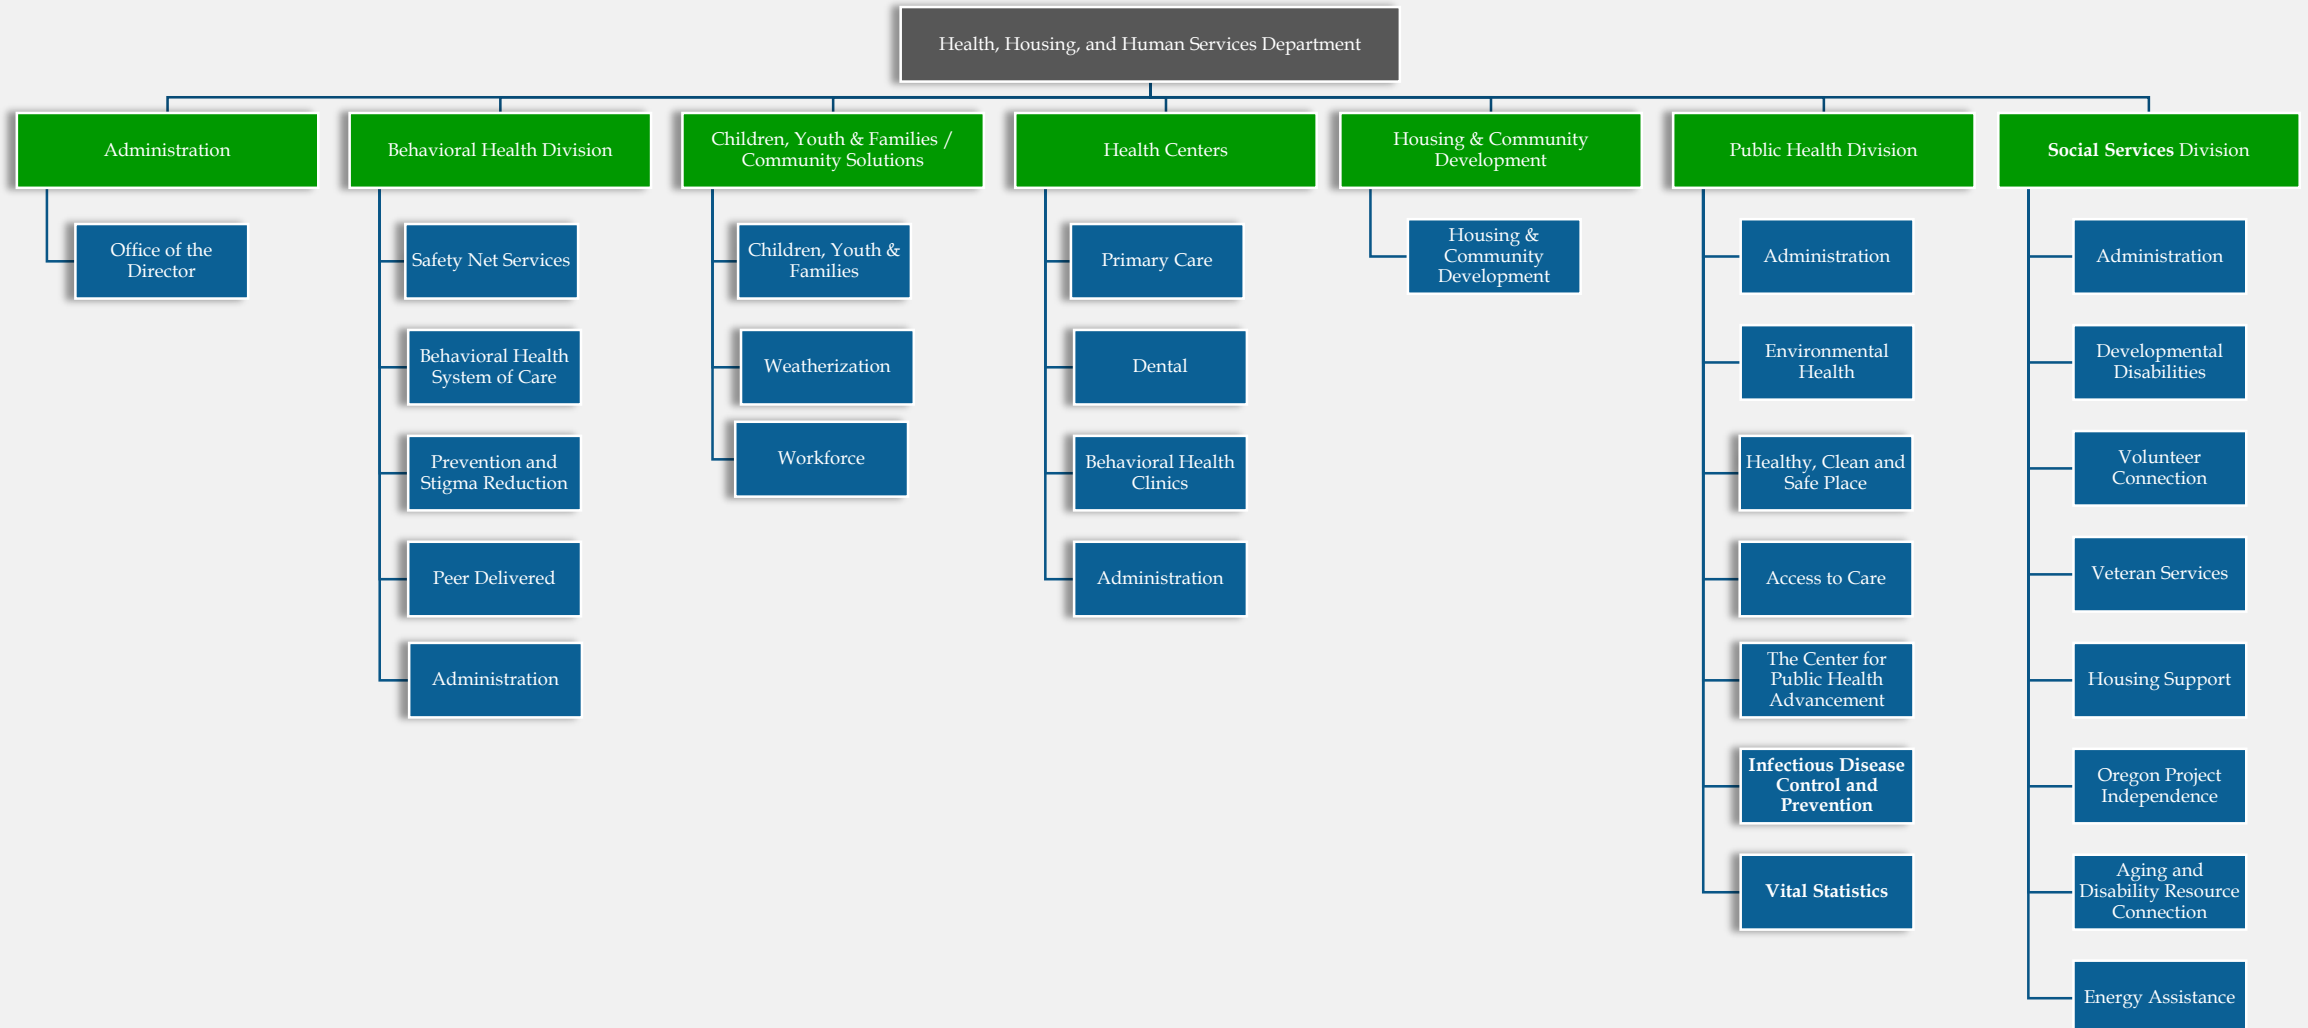 Health, Housing, and Human Services Department
Administration
Office of the
Director
Behavioral Health Division
Safety Net Services
Behavioral Health
System of Care
Prevention and
Stigma Reduction
Peer Delivered
Administration
Children, Youth & Families /
Community Solutions
Children, Youth &
Families
Weatherization
Workforce
Health Centers
Primary Care
Dental
Behavioral Health
Clinics
Administration
Housing & Community
Development
Housing &
Community
Development
Public Health Division
Administration
Environmental
Health
Healthy, Clean and
Safe Place
Access to Care
The Center for
Public Health
Advancement
Infectious Disease
Control and
Prevention
Vital Statistics
Social Services Division
Administration
Developmental
Disabilities
Volunteer
Connection
Veteran Services
Housing Support
Oregon Project
Independence
Aging and
Disability Resource
Connection
Energy Assistance